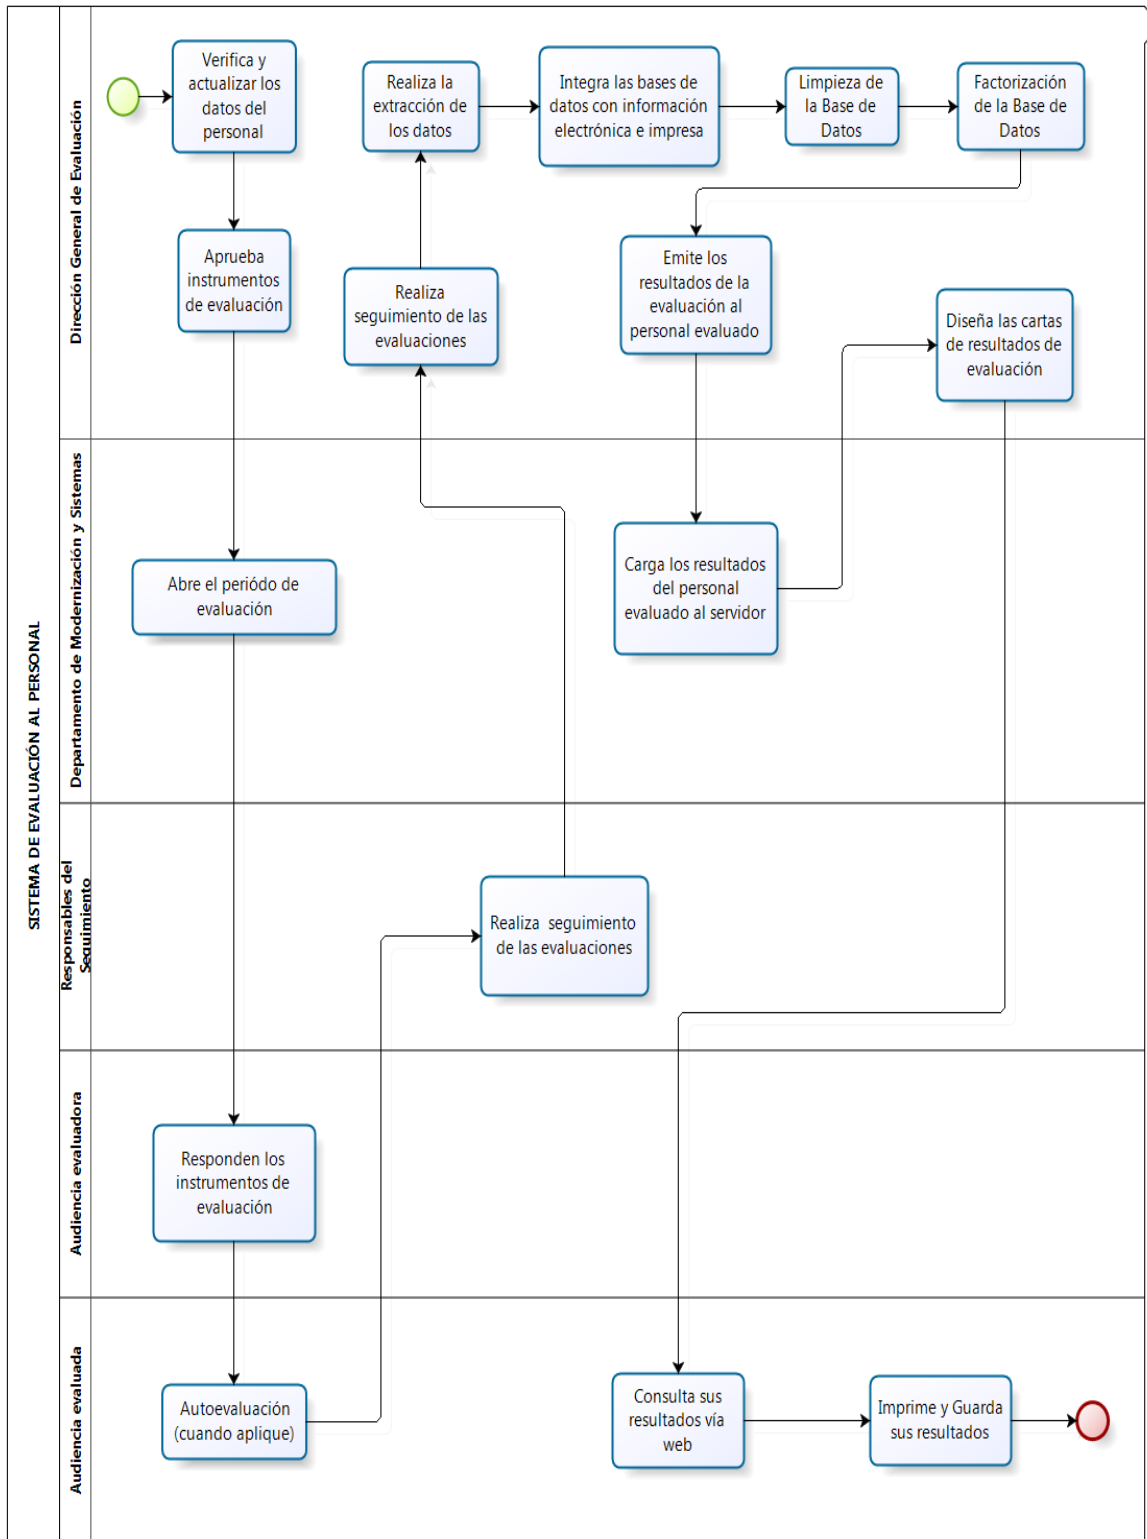 SISTEMA DE EVALUACIÓN AL PERSONAL
Dirección General de Evaluación
Verifica y
actualizar los
datos del
personal
Realiza la
extracción de
los datos
Integra las bases de
datos con información
electrónica e impresa
Limpieza de
la Base de
Datos
Factorización
de la Base de
Datos
Aprueba
instrumentos
de evaluación
Realiza
seguimiento de las
evaluaciones
Emite los
resultados de la
evaluación al
personal evaluado
Diseña las cartas
de resultados de
evaluación
Departamento de Modernización y Sistemas
Abre el periódo de
evaluación
Carga los resultados
del personal
evaluado al servidor
Responsables del
Seguimiento
Realiza seguimiento
de las evaluaciones
Audiencia evaluadora
Responden los
instrumentos de
evaluación
Audiencia evaluada
Autoevaluación
(cuando aplique)
Consulta sus
resultados vía
web
Imprime y Guarda
sus resultados